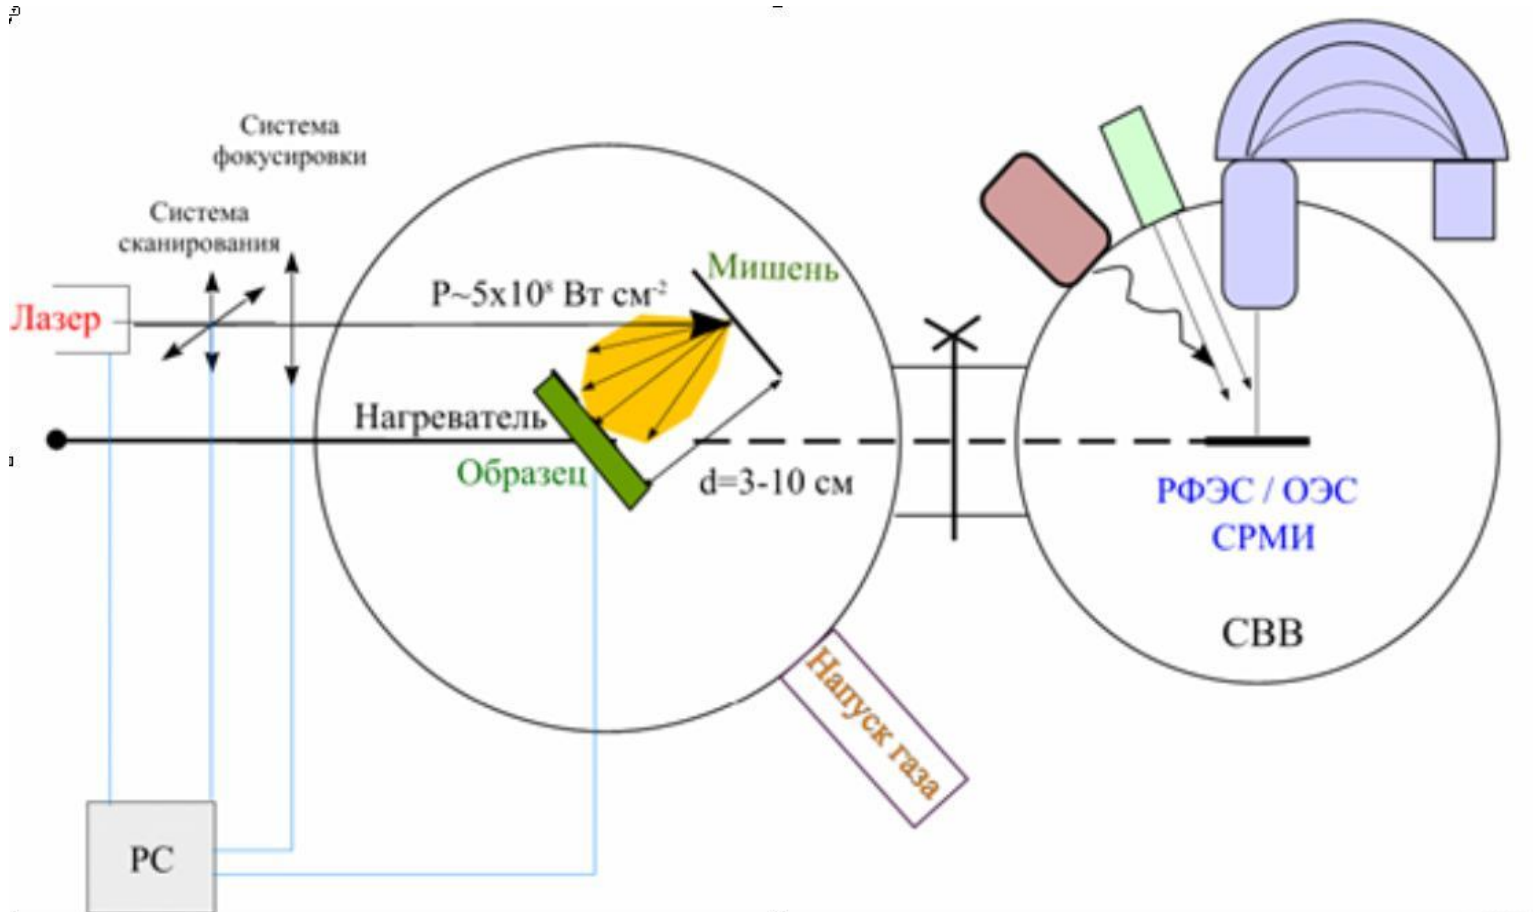 Система
фокусировки
Система
сканирования
Лазер
P~5x10⁸ Вт см⁻²
Мишень
Нагреватель
Образец
d=3-10 см
РФЭС / ОЭС
СРМИ
СВВ
Напуск газа
PC